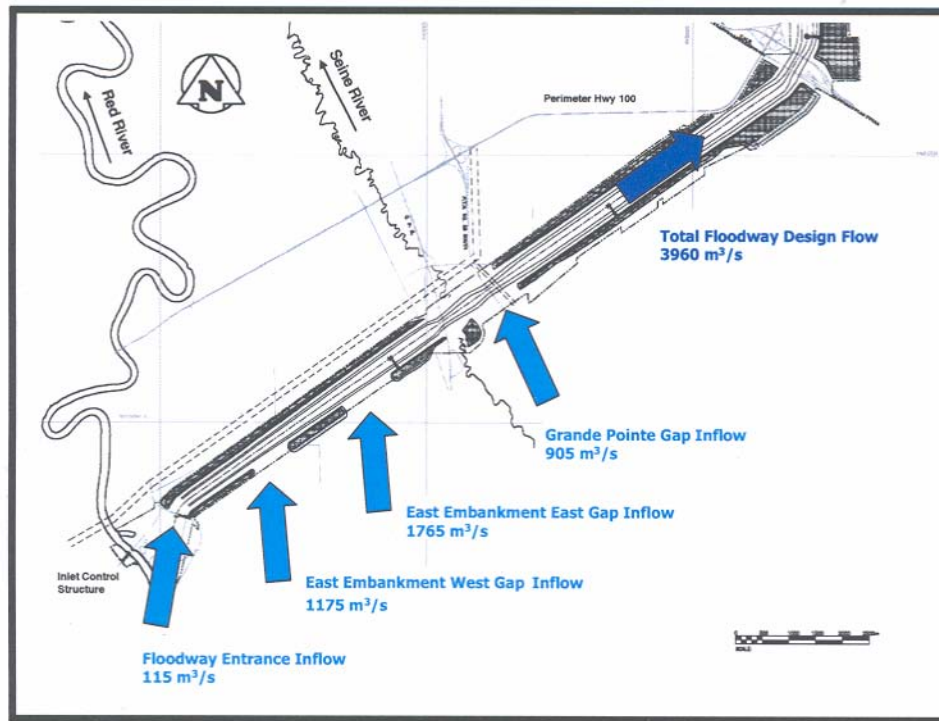 Red River
N
Seine River
Perimeter Hwy 100
Total Floodway Design Flow
3960 m³/s
Grande Pointe Gap Inflow
905 m³/s
East Embankment East Gap Inflow
1765 m³/s
East Embankment West Gap Inflow
1175 m³/s
Inlet Control
Structure
Floodway Entrance Inflow
115 m³/s
SCALE